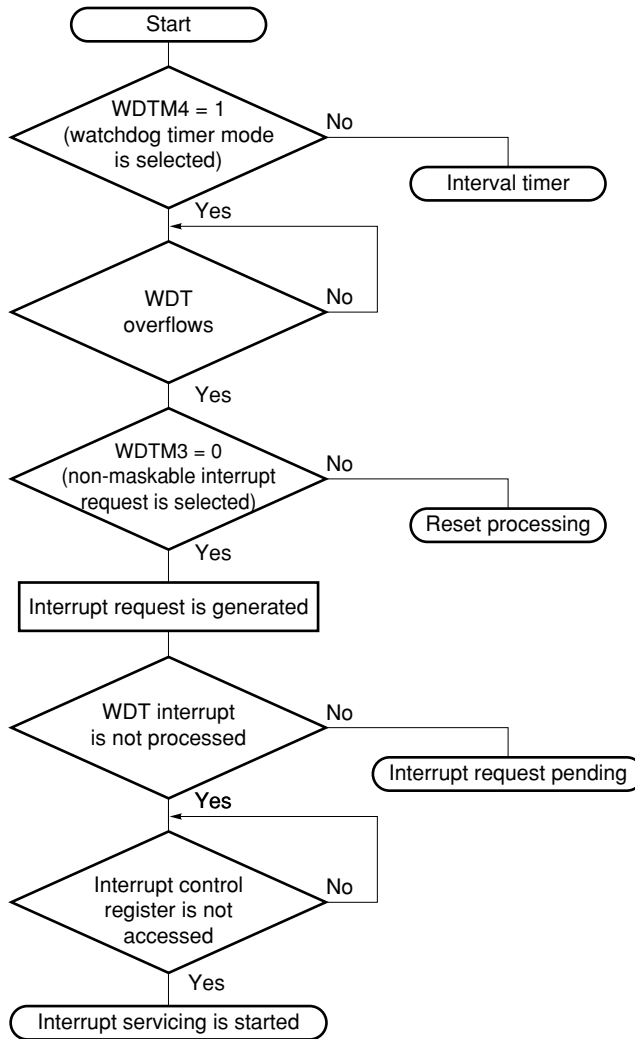 Start
WDTM4 = 1
(watchdog timer mode
is selected)
No
Interval timer
Yes
WDT
overflows
No
Yes
WDTM3 = 0
(non-maskable interrupt
request is selected)
No
Reset processing
Yes
Interrupt request is generated
WDT interrupt
is not processed
No
Interrupt request pending
Yes
Interrupt control
register is not
accessed
No
Yes
Interrupt servicing is started